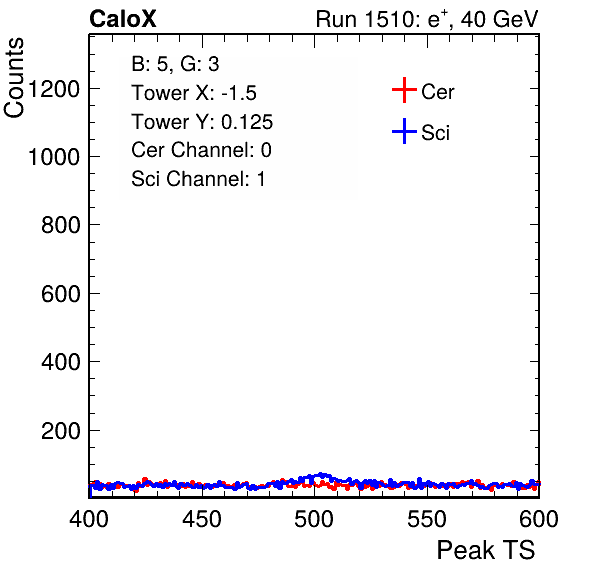 CaloX Run 1510: e+, 40 GeV
Counts
B: 5, G: 3
Tower X: -1.5
Tower Y: 0.125
Cer Channel: 0
Sci Channel: 1
Cer
Sci
1200
1000
800
600
400
200
400 450 500 550 600
Peak TS